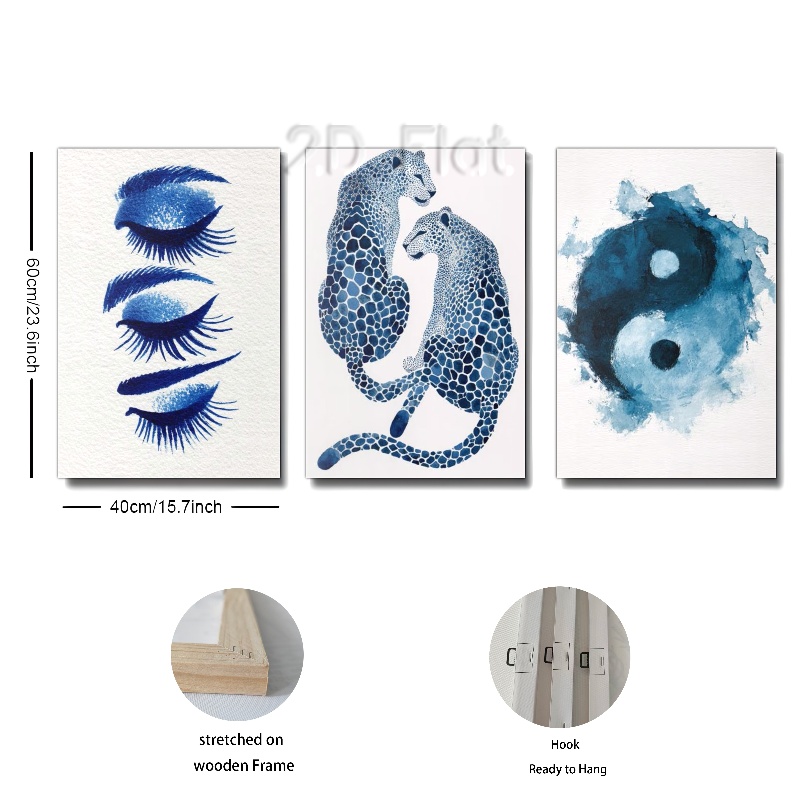 2D Flat
60cm/23.6inch
40cm/15.7inch
stretched on
wooden Frame
Hook
Ready to Hang